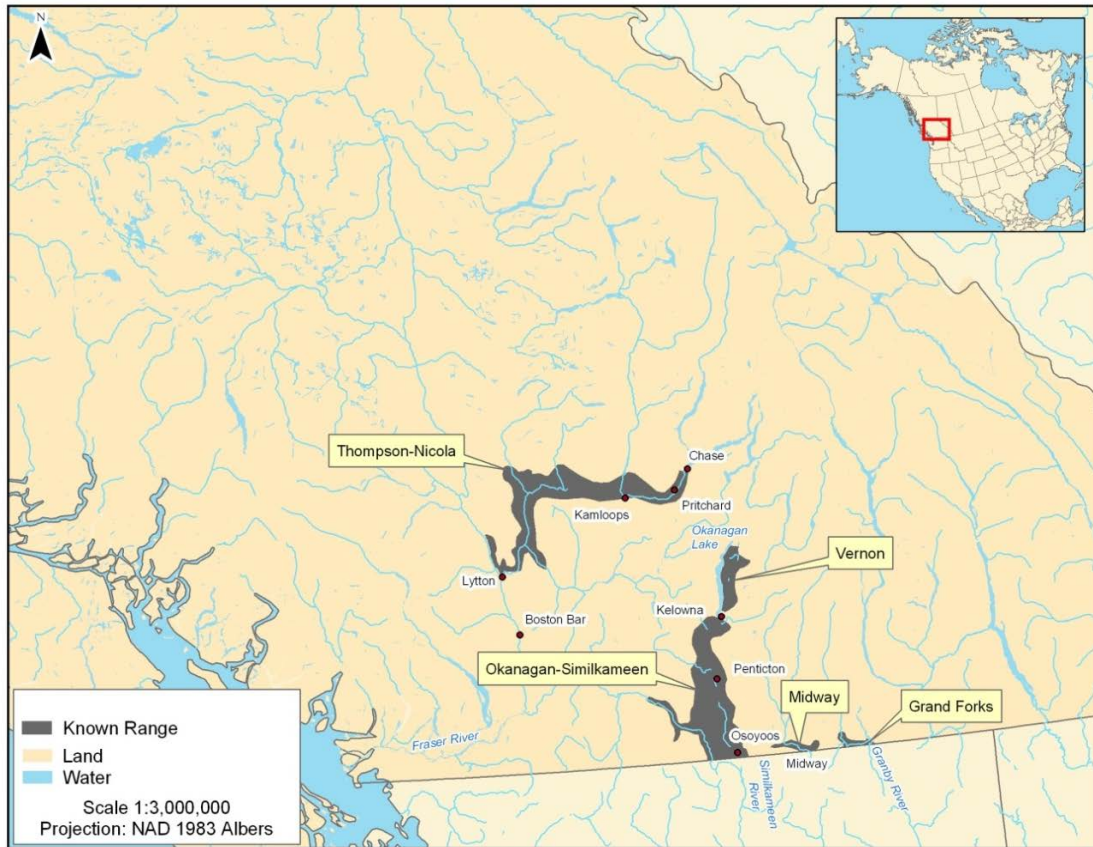 N
Thompson-Nicola
Chase
Pritchard
Kamloops
Okanagan
Lake
Vernon
Lytton
Kelowna
Boston Bar
Okanagan-Similkameen
Penticton
Midway
Grand Forks
Osoyoos
Fraser River
Midway
Similkameen
River
Granby River
Known Range
Land
Water
Scale 1:3,000,000
Projection: NAD 1983 Albers